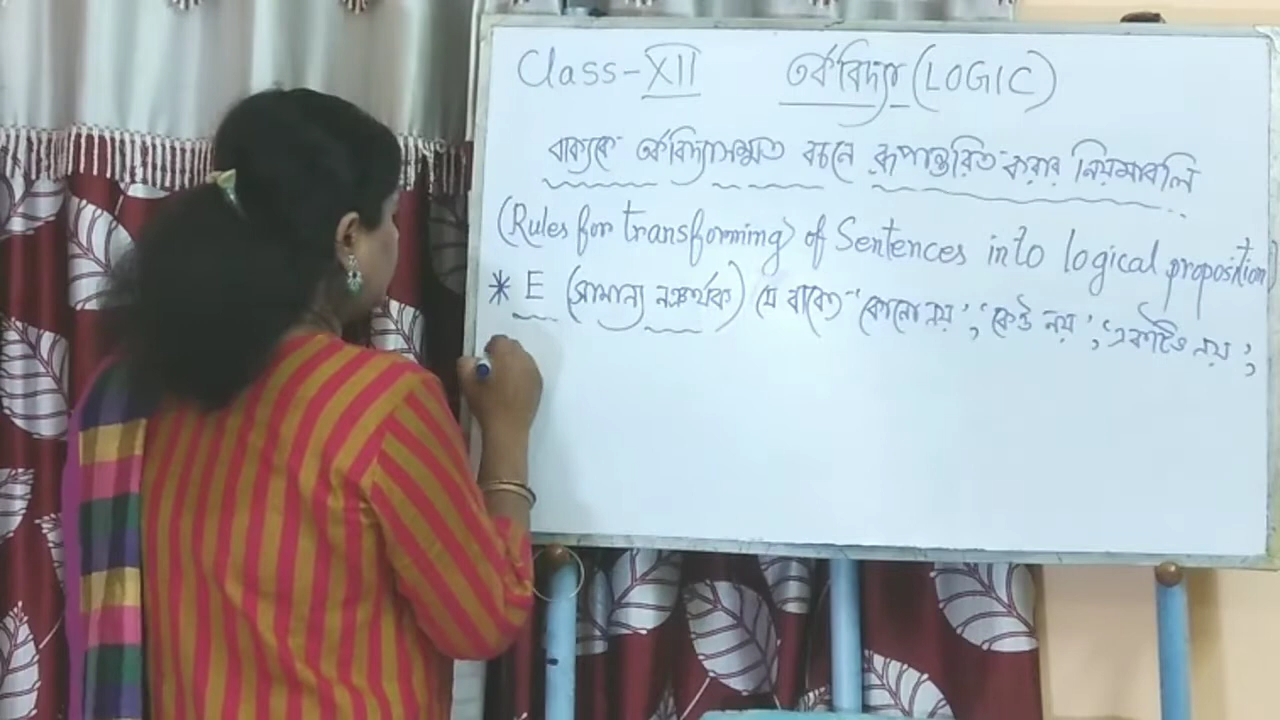 Class-XII তর্কবিদ্যা (LOGIC)
বাক্যকে তর্কবিদ্যাসম্মত বচনে রূপান্তরিত করার নিয়মাবলি
(Rules for transforming) of Sentences into logical proposition
* E (সামান্য নঞর্থক) যে বাক্যে 'কোনো নয়', 'কেউ নয়', 'একটিও নয়',